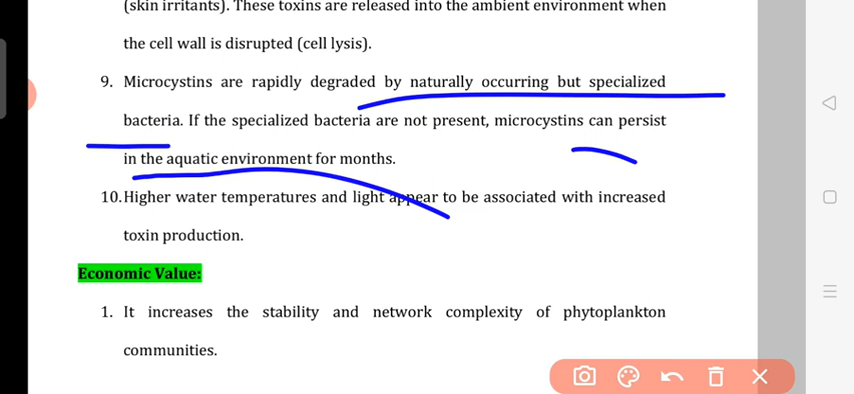 (skin irritants). These toxins are released into the ambient environment when
the cell wall is disrupted (cell lysis).
9. Microcystins are rapidly degraded by naturally occurring but specialized
bacteria. If the specialized bacteria are not present, microcystins can persist
in the aquatic environment for months.
10. Higher water temperatures and light appear to be associated with increased
toxin production.
Economic Value:
1. It increases the stability and network complexity of phytoplankton
communities.